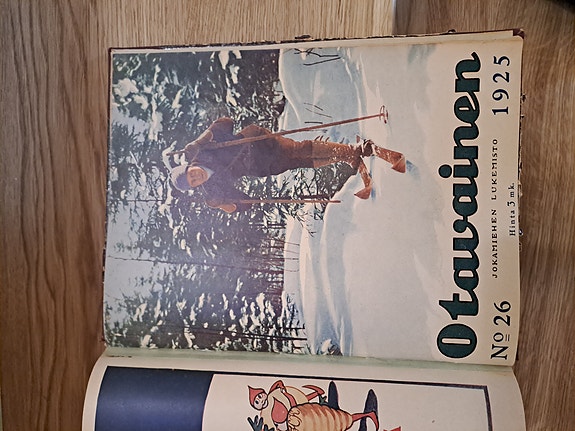 Otavainen
JOKAMIEHEN LUKEMISTO
No 26
Hinta 3 mk.
1925